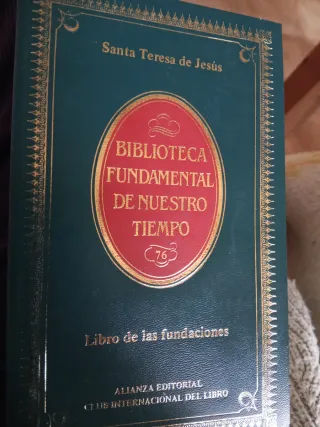 Santa Teresa de Jesús
BIBLIOTECA
FUNDAMENTAL
DE NUESTRO
TIEMPO
76
Libro de las fundaciones
ALIANZA EDITORIAL
CLUB INTERNACIONAL DEL LIBRO